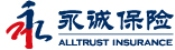 永诚保险
ALLTRUST INSURANCE